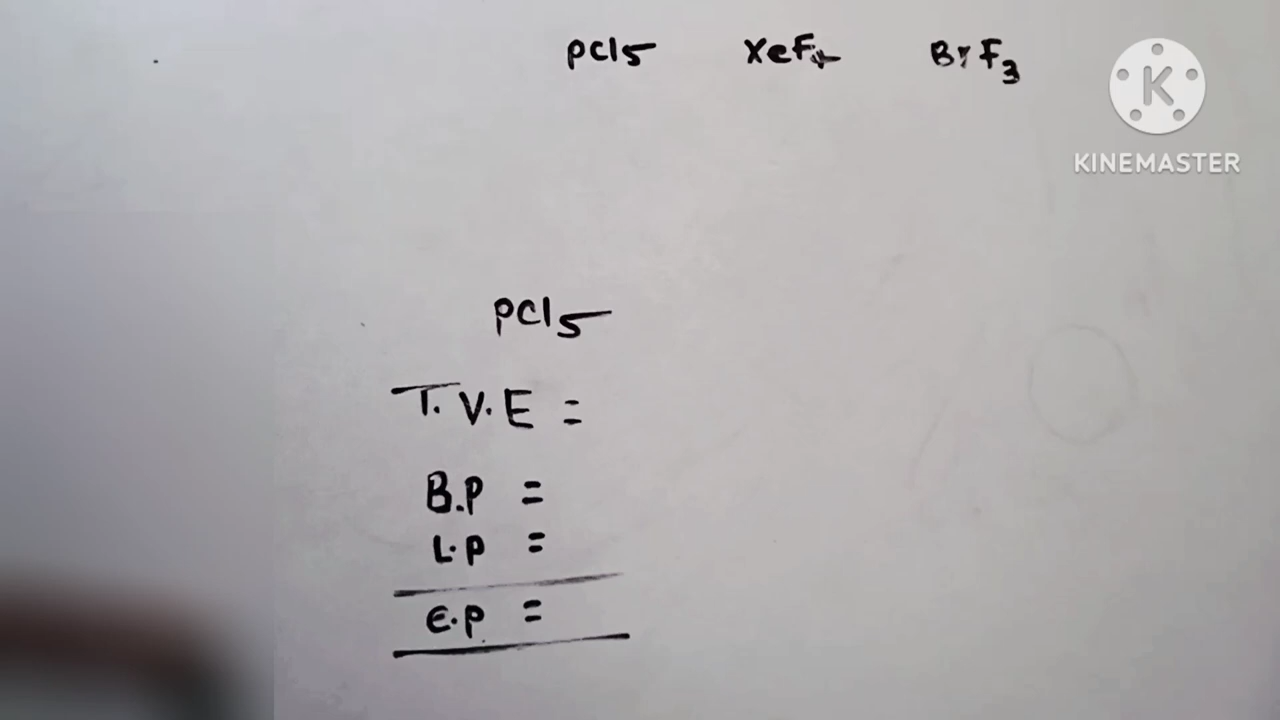 pcl5 XeF4 BrF3
KINEMASTER
pcl5
T.V.E =
B.P =
L.P =
E.P =